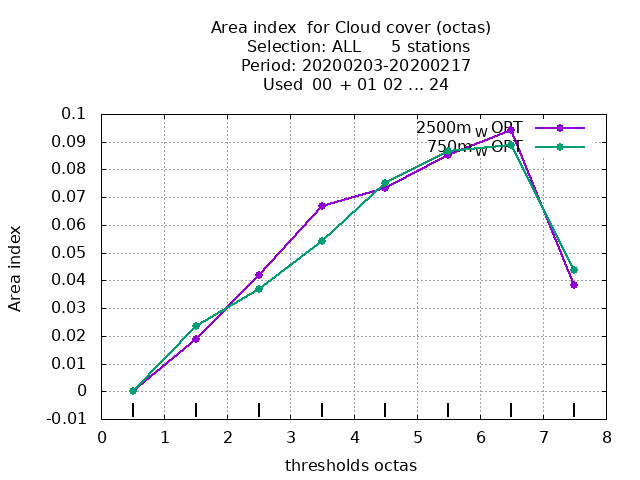 Area index for Cloud cover (octas)
Selection: ALL 5 stations
Period: 20200203-20200217
Used 00 + 01 02 ... 24
0.1
0.09
0.08
0.07
0.06
0.05
0.04
0.03
0.02
0.01
0
-0.01
Area index
2500m W OPT
750m W OPT
0 1 2 3 4 5 6 7 8
thresholds octas